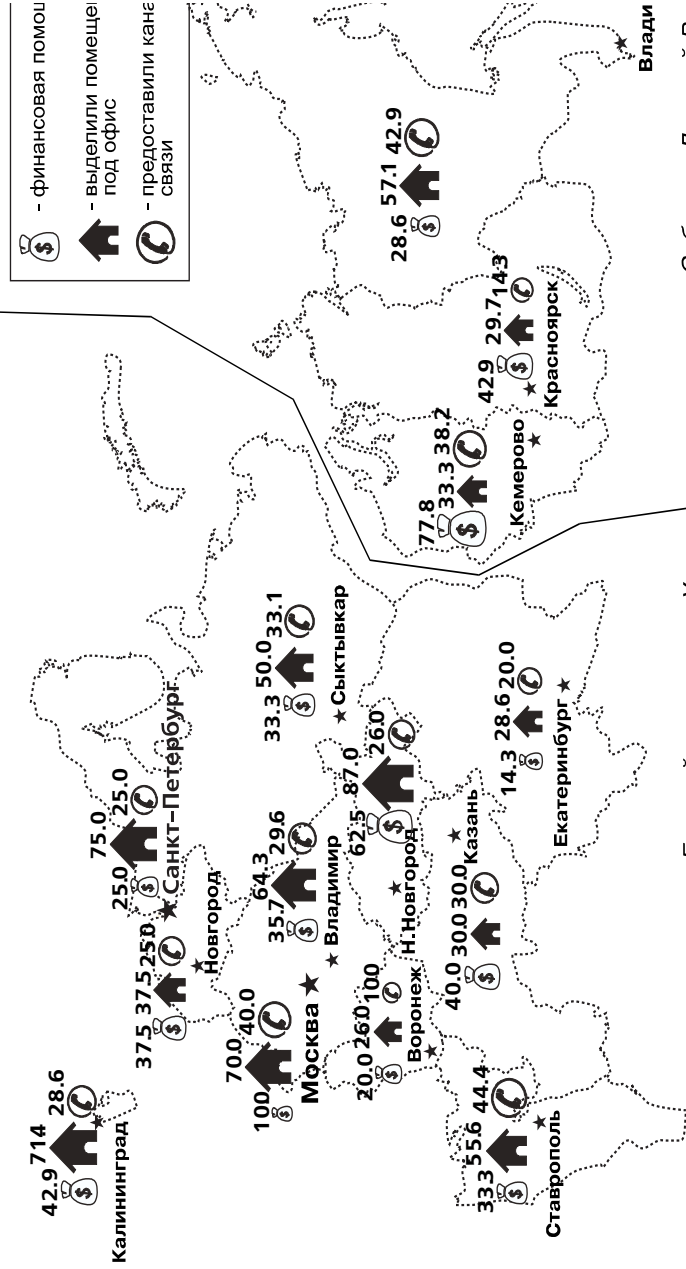 – финансовая помощ
– выделили помеще
под офис
– предоставили кана
связи
42.9 714 28.6
Калининград
25.0 75.0 25.0
Санкт–Петербург
37.5 37.5 25.0
Новгород
100 70.0 40.0
Москва
35.7 64.3 29.6
Владимир
33.3 50.0 33.1
Сыктывкар
20.0 26.0 100
Воронеж
62.5 87.0 26.0
Н.Новгород
40.0 30.0 30.0
Казань
33.3 55.6 44.4
Ставрополь
14.3 28.6 20.0
Екатеринбург
77.8 33.3 38.2
Кемерово
42.9 29.7 14.3
Красноярск
28.6 57.1 42.9
Влади